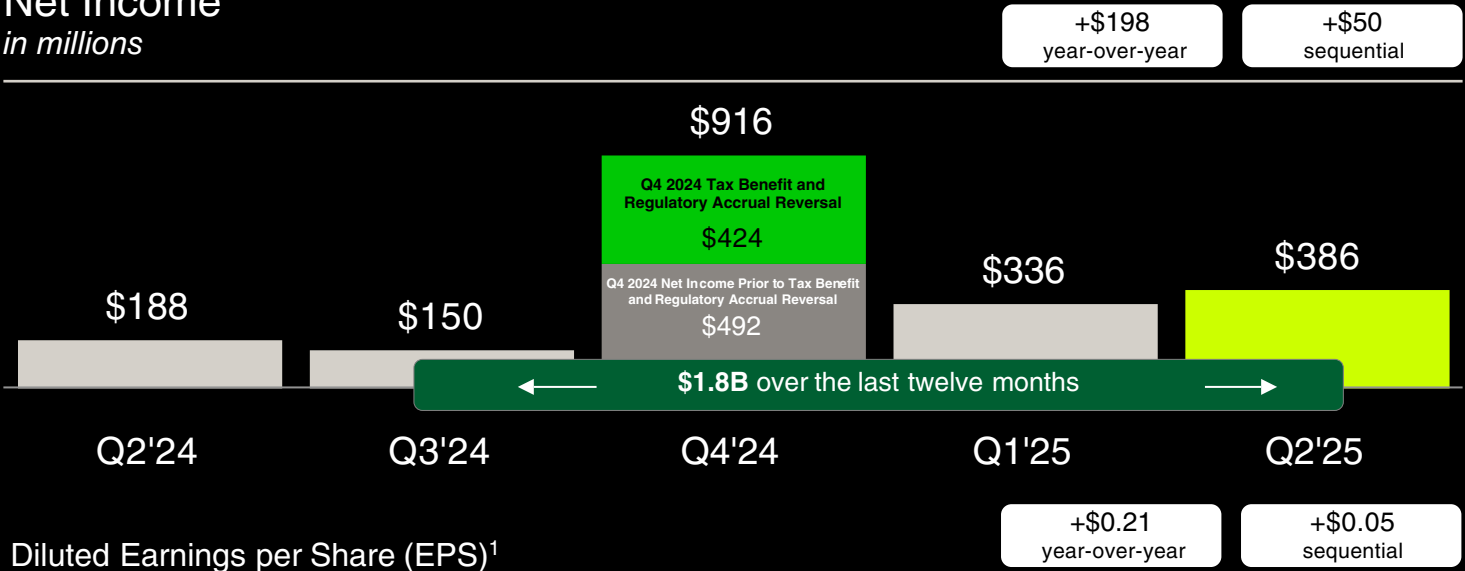 Net Income
in millions
+$198
year-over-year
+$50
sequential
$916
Q4 2024 Tax Benefit and
Regulatory Accrual Reversal
$424
Q4 2024 Net Income Prior to Tax Benefit
and Regulatory Accrual Reversal
$492
$188
$150
$336
$386
$1.8B over the last twelve months
Q2'24
Q3'24
Q4'24
Q1'25
Q2'25
Diluted Earnings per Share (EPS)¹
+$0.21
year-over-year
+$0.05
sequential